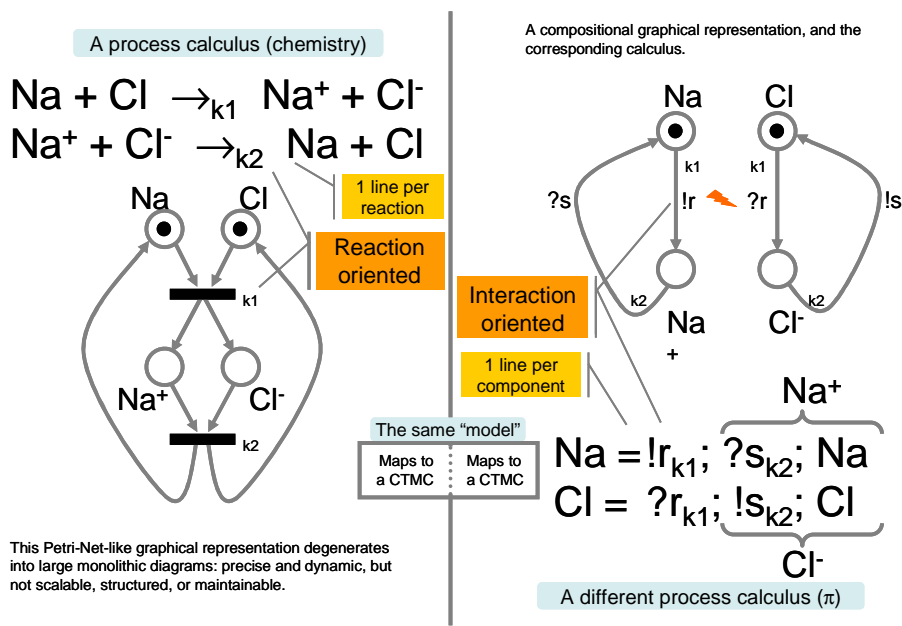 A process calculus (chemistry)
Na + Cl →k1 Na⁺ + Cl⁻
Na⁺ + Cl⁻ →k2 Na + Cl
1 line per
reaction
Reaction
oriented
Na
Cl
k1
Na⁺
Cl⁻
k2
This Petri-Net-like graphical representation degenerates
into large monolithic diagrams: precise and dynamic, but
not scalable, structured, or maintainable.
The same “model”
Maps to
a CTMC
Maps to
a CTMC
A compositional graphical representation, and the
corresponding calculus.
Na
Cl
k1
k1
?s
!r
?r
!s
k2
k2
Na
+
Cl⁻
Interaction
oriented
1 line per
component
Na⁺
Na = !rk1; ?sk2; Na
Cl = ?rk1; !sk2; Cl
Cl⁻
A different process calculus (π)